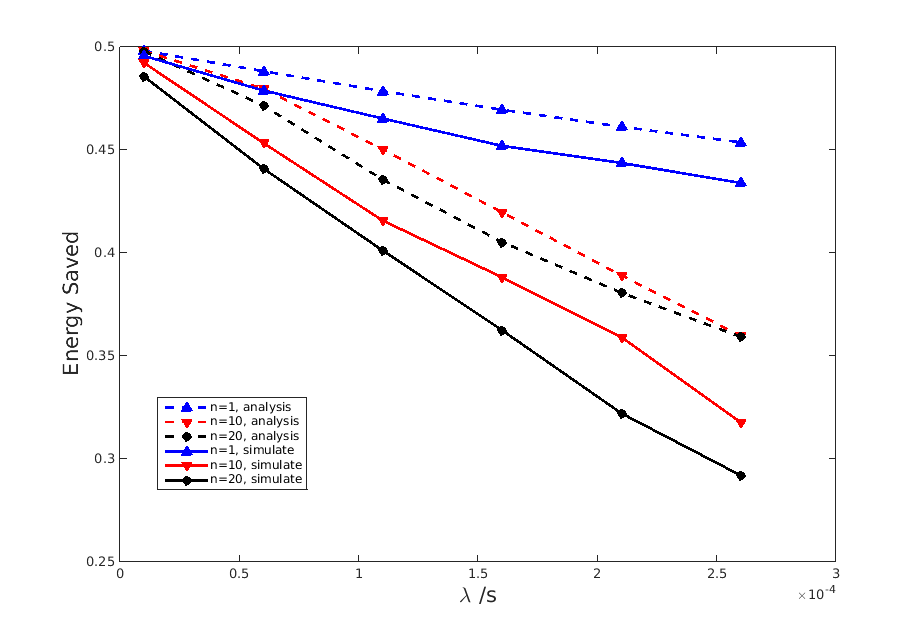 0.5
0.45
0.4
0.35
0.3
0.25
Energy Saved
n=1, analysis
n=10, analysis
n=20, analysis
n=1, simulate
n=10, simulate
n=20, simulate
0 0.5 1 1.5 2 2.5 3
×10⁻⁴
λ /s